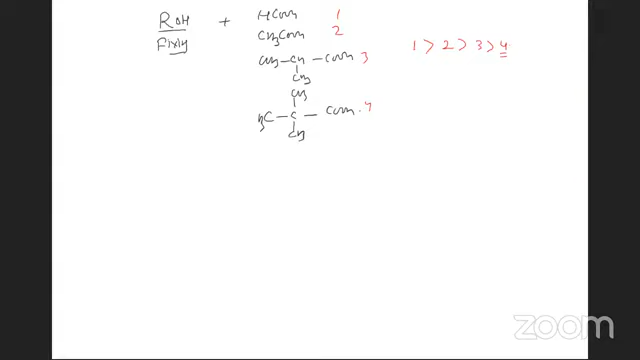 ROH + HCOOH 1
Fixly CH3COOH 2
CH3 – CH – COOH 3
CH3
1 > 2 > 3 > 4
CH3
H3C – C – COOH 4
CH3
zoom